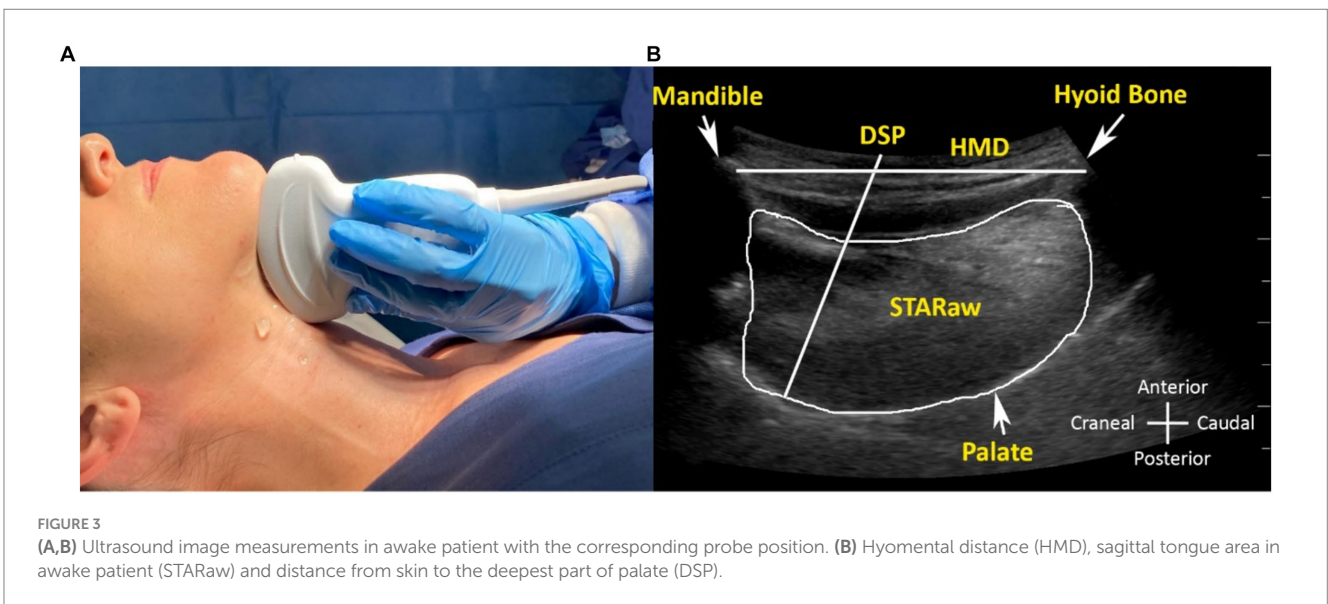 A
B
Mandible
Hyoid Bone
DSP
HMD
STARaw
Anterior
Craneal
Caudal
Posterior
Palate
FIGURE 3
(A,B) Ultrasound image measurements in awake patient with the corresponding probe position. (B) Hyomental distance (HMD), sagittal tongue area in
awake patient (STARaw) and distance from skin to the deepest part of palate (DSP).